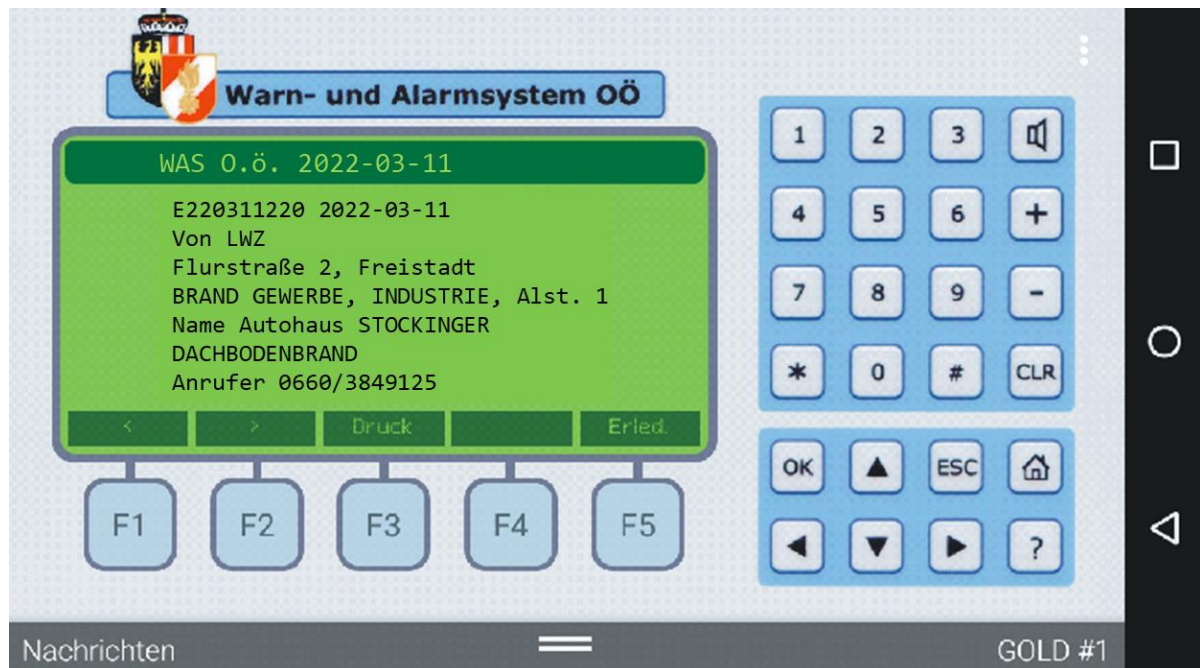 Warn- und Alarmsystem OÖ
WAS O.ö. 2022-03-11
E220311220 2022-03-11
Von LWZ
Flurstraße 2, Freistadt
BRAND GEWERBE, INDUSTRIE, Alst. 1
Name Autohaus STOCKINGER
DACHBODENBRAND
Anrufer 0660/3849125
< > Druck Erled.
F1 F2 F3 F4 F5
1 2 3
4 5 6 +
7 8 9 -
* 0 # CLR
OK ESC
?
Nachrichten GOLD #1